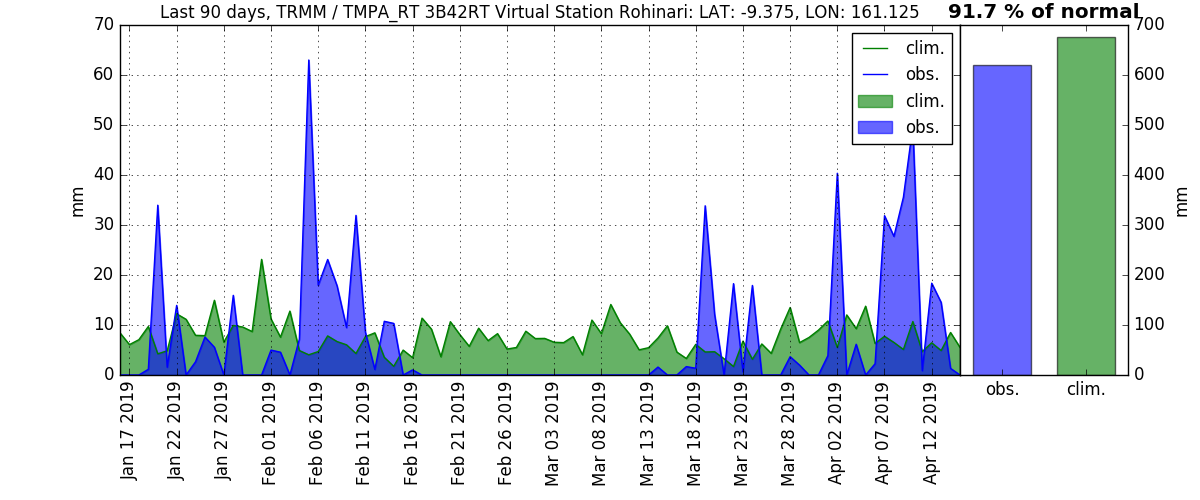 Last 90 days, TRMM / TMPA_RT 3B42RT Virtual Station Rohinari: LAT: -9.375, LON: 161.125
91.7 % of normal
70
60
50
40
30
20
10
0
mm
clim.
obs.
clim.
obs.
700
600
500
400
300
200
100
0
mm
Jan 17 2019
Jan 22 2019
Jan 27 2019
Feb 01 2019
Feb 06 2019
Feb 11 2019
Feb 16 2019
Feb 21 2019
Feb 26 2019
Mar 03 2019
Mar 08 2019
Mar 13 2019
Mar 18 2019
Mar 23 2019
Mar 28 2019
Apr 02 2019
Apr 07 2019
Apr 12 2019
obs.
clim.